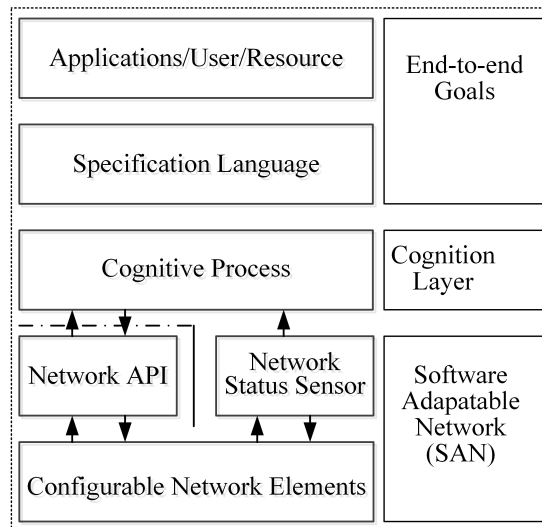 Applications/User/Resource
End-to-end
Goals
Specification Language
Cognitive Process
Cognition
Layer
Network API
Network
Status Sensor
Software
Adapatable
Network
(SAN)
Configurable Network Elements